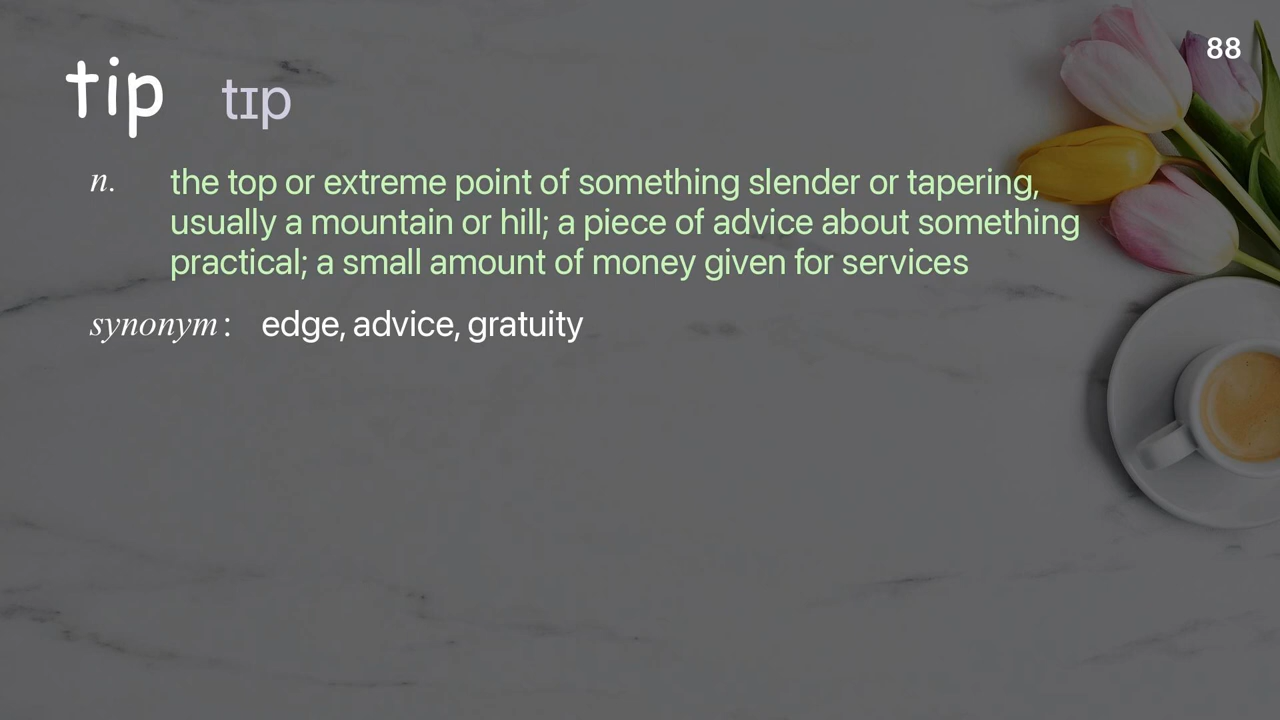 88
tip tɪp
n. the top or extreme point of something slender or tapering,
usually a mountain or hill; a piece of advice about something
practical; a small amount of money given for services
synonym: edge, advice, gratuity